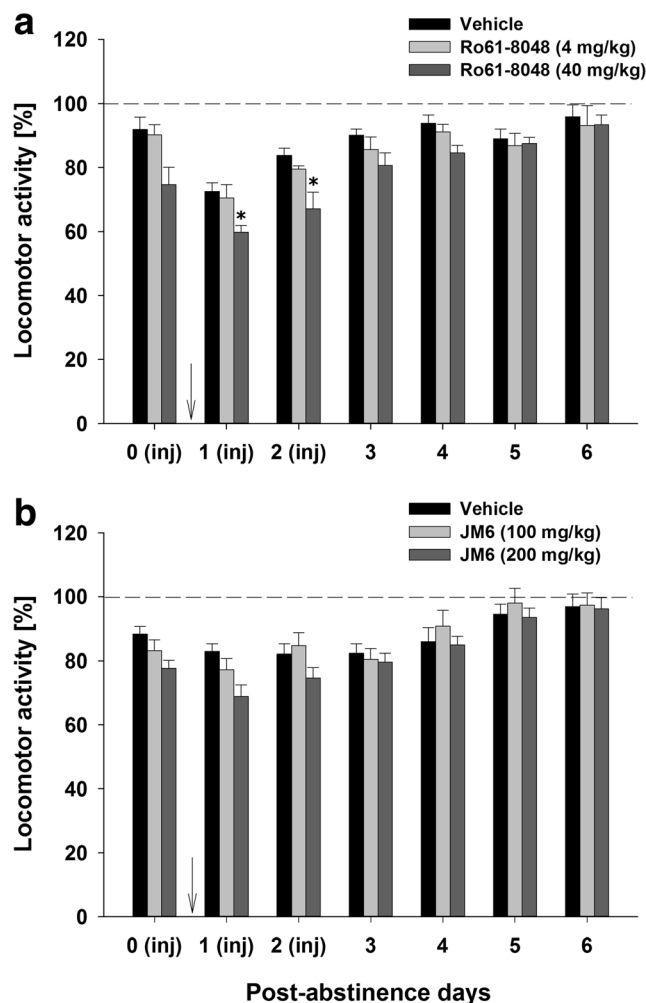 a
Vehicle
Ro61-8048 (4 mg/kg)
Ro61-8048 (40 mg/kg)
Locomotor activity [%]
120
100
80
60
40
20
0
*
*
0 (inj) 1 (inj) 2 (inj) 3 4 5 6
b
Vehicle
JM6 (100 mg/kg)
JM6 (200 mg/kg)
Locomotor activity [%]
120
100
80
60
40
20
0
0 (inj) 1 (inj) 2 (inj) 3 4 5 6
Post-abstinence days